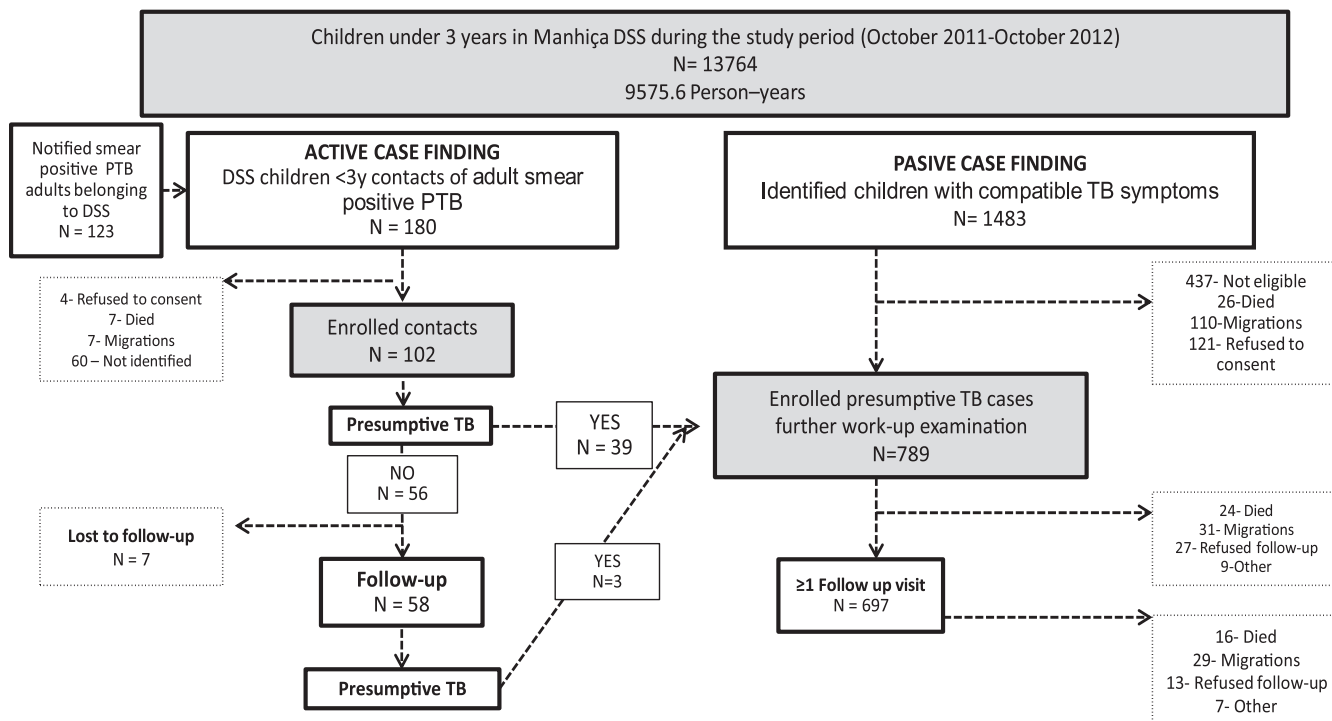 Children under 3 years in Manhiça DSS during the study period (October 2011-October 2012)
N= 13764
9575.6 Person–years
Notified smear
positive PTB
adults belonging
to DSS
N = 123
ACTIVE CASE FINDING
DSS children <3y contacts of adult smear
positive PTB
N = 180
PASIVE CASE FINDING
Identified children with compatible TB symptoms
N= 1483
4- Refused to consent
7- Died
7- Migrations
60 – Not identified
437- Not eligible
26-Died
110-Migrations
121- Refused to
consent
Enrolled contacts
N = 102
Enrolled presumptive TB cases
further work-up examination
N=789
Presumptive TB
YES
N = 39
NO
N = 56
Lost to follow-up
N = 7
YES
N=3
24- Died
31- Migrations
27- Refused follow-up
9-Other
Follow-up
N = 58
≥1 Follow up visit
N = 697
Presumptive TB
16- Died
29- Migrations
13- Refused follow-up
7- Other